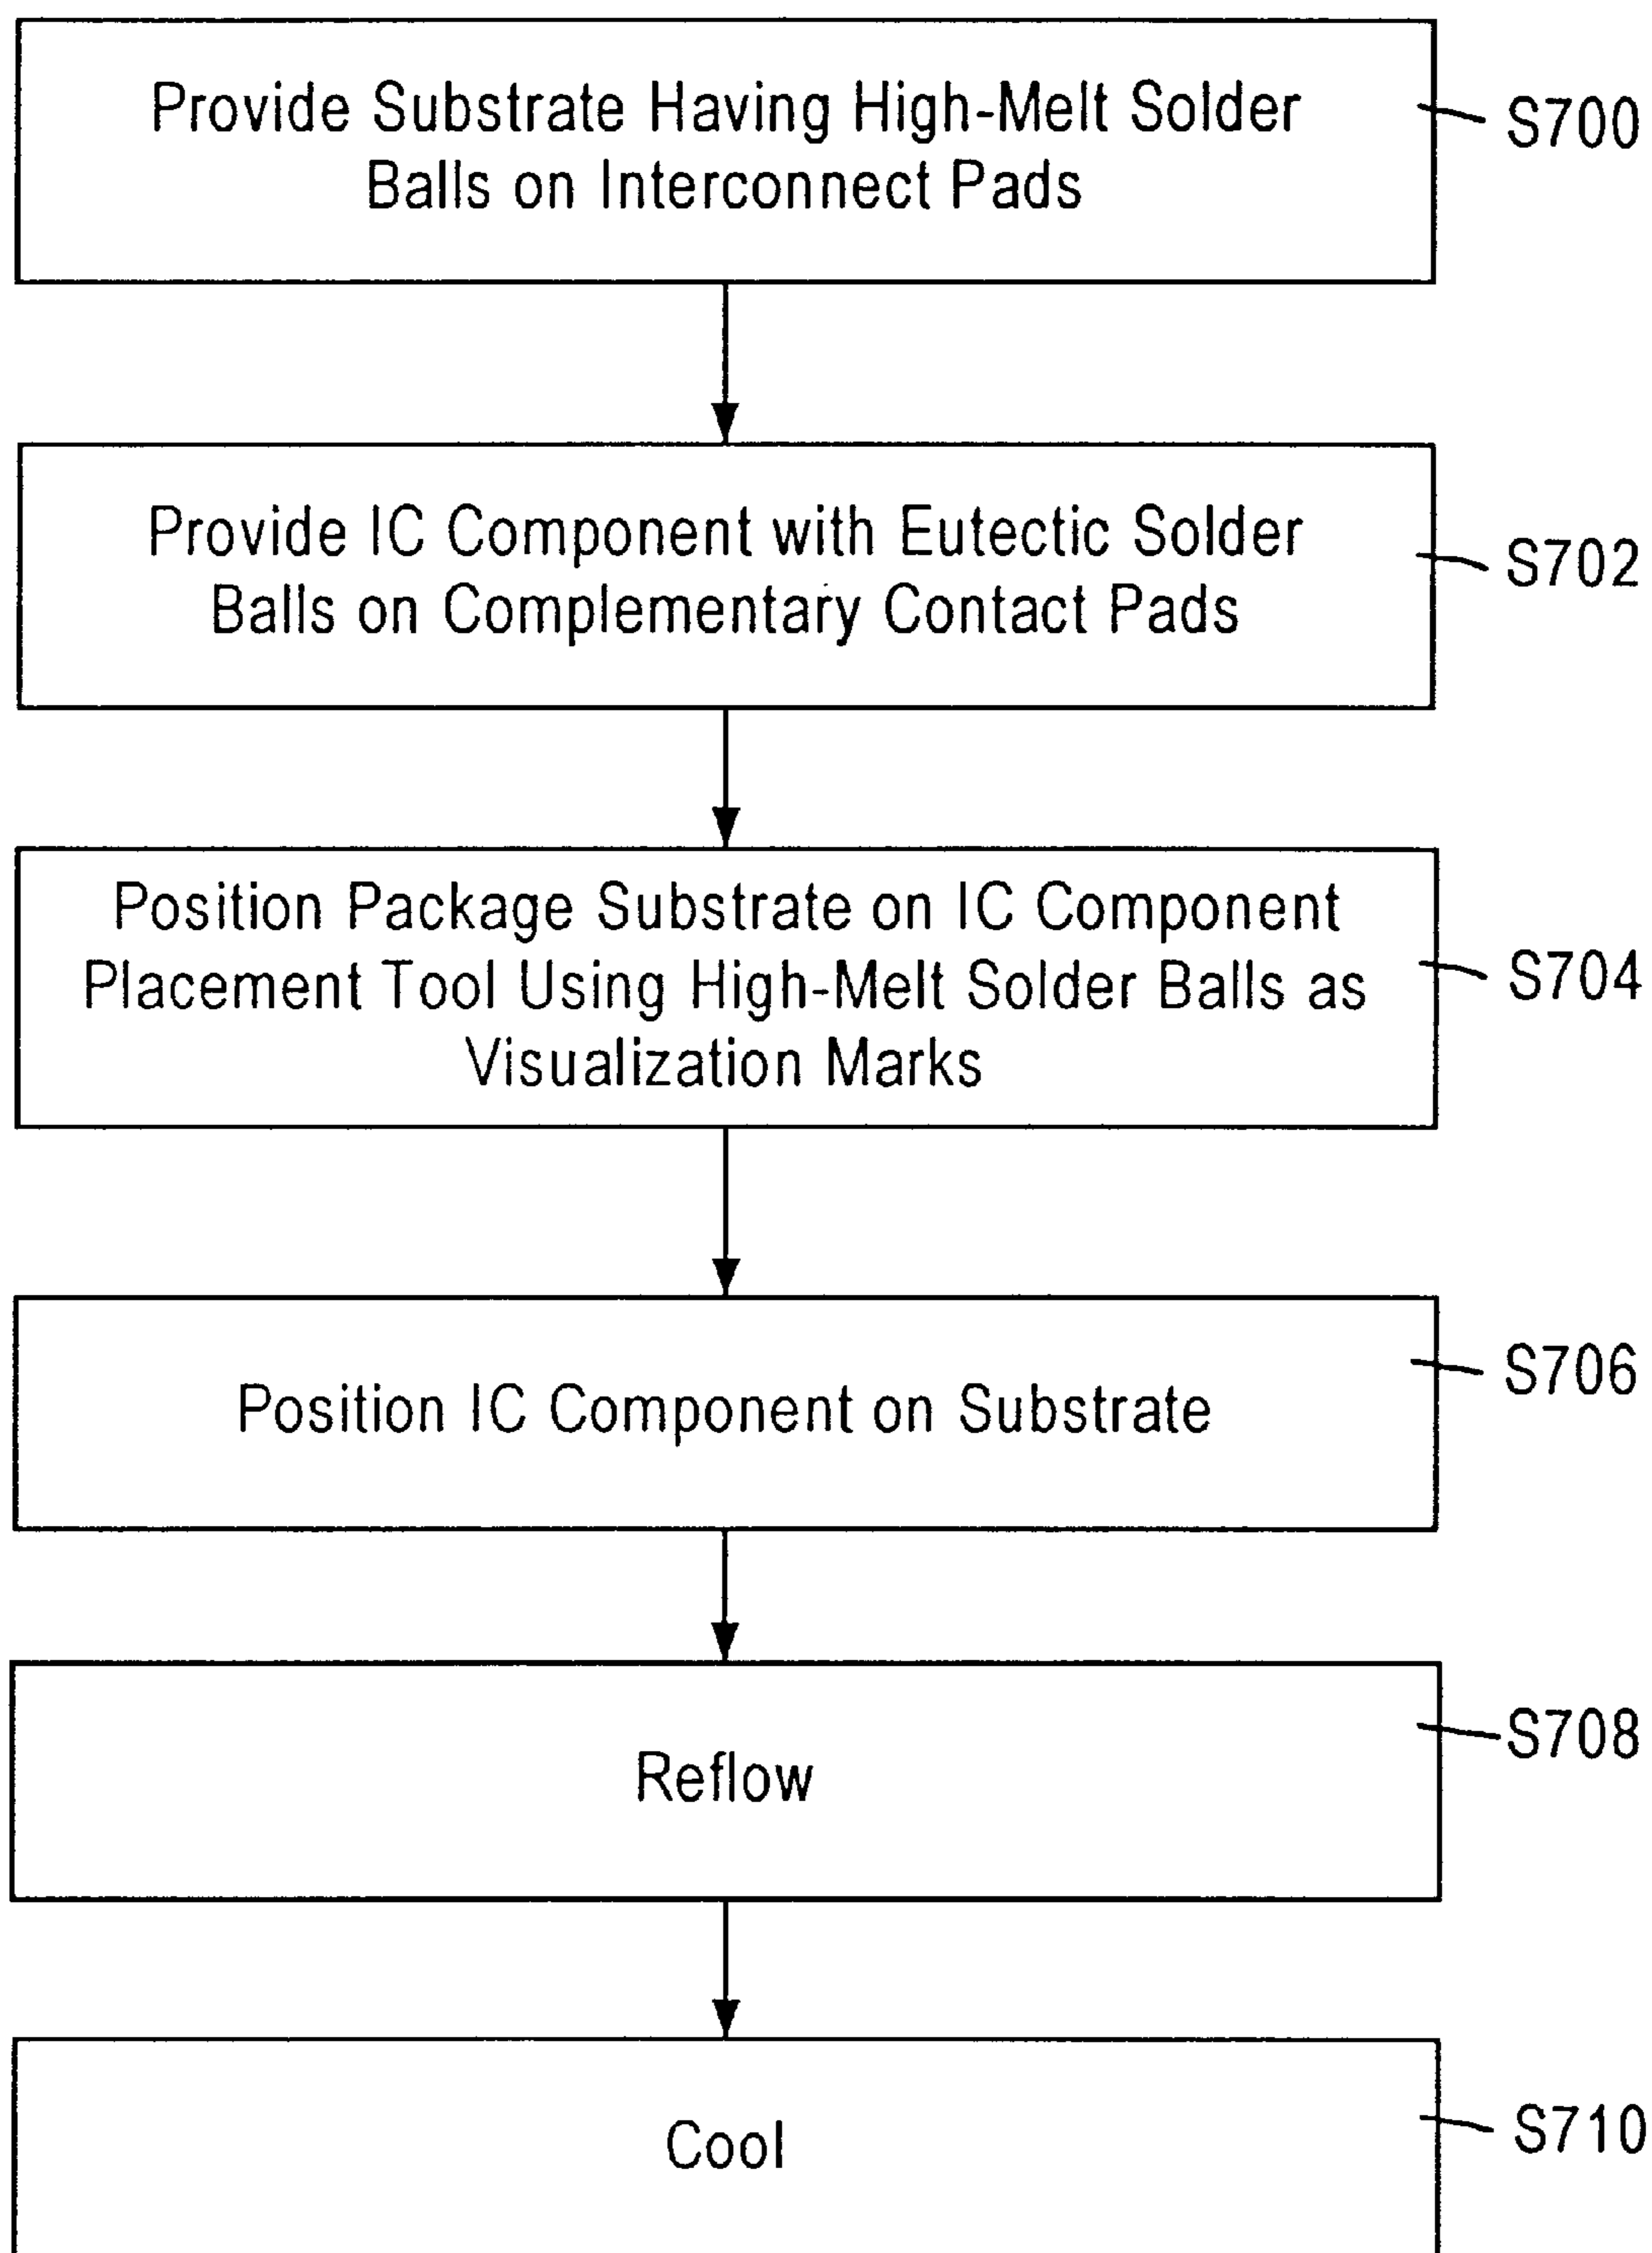 Provide Substrate Having High-Melt Solder
Balls on Interconnect Pads
S700
Provide IC Component with Eutectic Solder
Balls on Complementary Contact Pads
S702
Position Package Substrate on IC Component
Placement Tool Using High-Melt Solder Balls as
Visualization Marks
S704
Position IC Component on Substrate
S706
Reflow
S708
Cool
S710